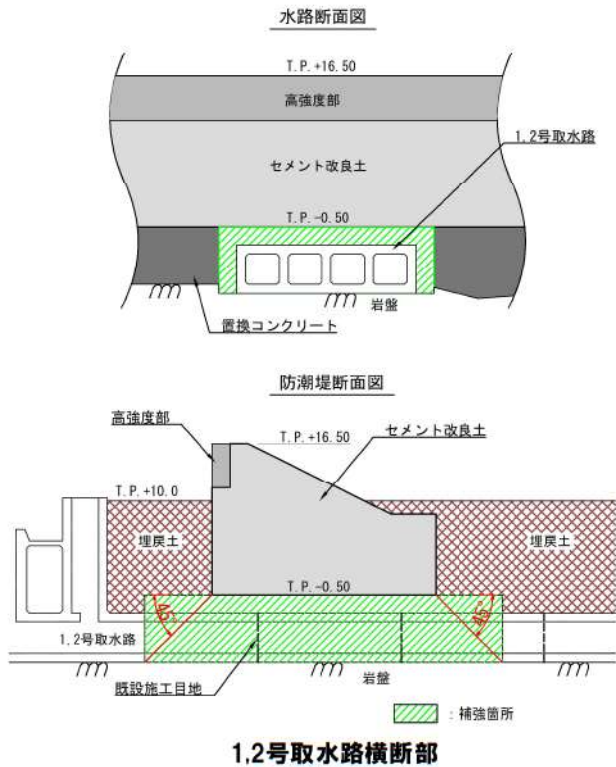 水路断面図
T.P.+16.50
高強度部
1,2号取水路
セメント改良土
T.P.-0.50
岩盤
置換コンクリート
防潮堤断面図
高強度部
T.P.+16.50
セメント改良土
T.P.+10.0
埋戻土
埋戻土
T.P.-0.50
45°
45°
1,2号取水路
既設施工目地
岩盤
：補強箇所
1,2号取水路横断部